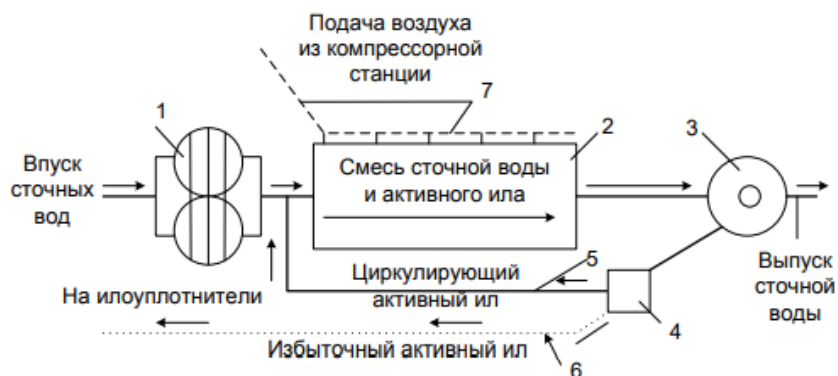 Подача воздуха
из компрессорной
станции
7
1
2
3
Впуск
сточных
вод
Смесь сточной воды
и активного ила
Циркулирующий
активный ил
5
На илоуплотнители
Выпуск
сточной
воды
4
Избыточный активный ил
6